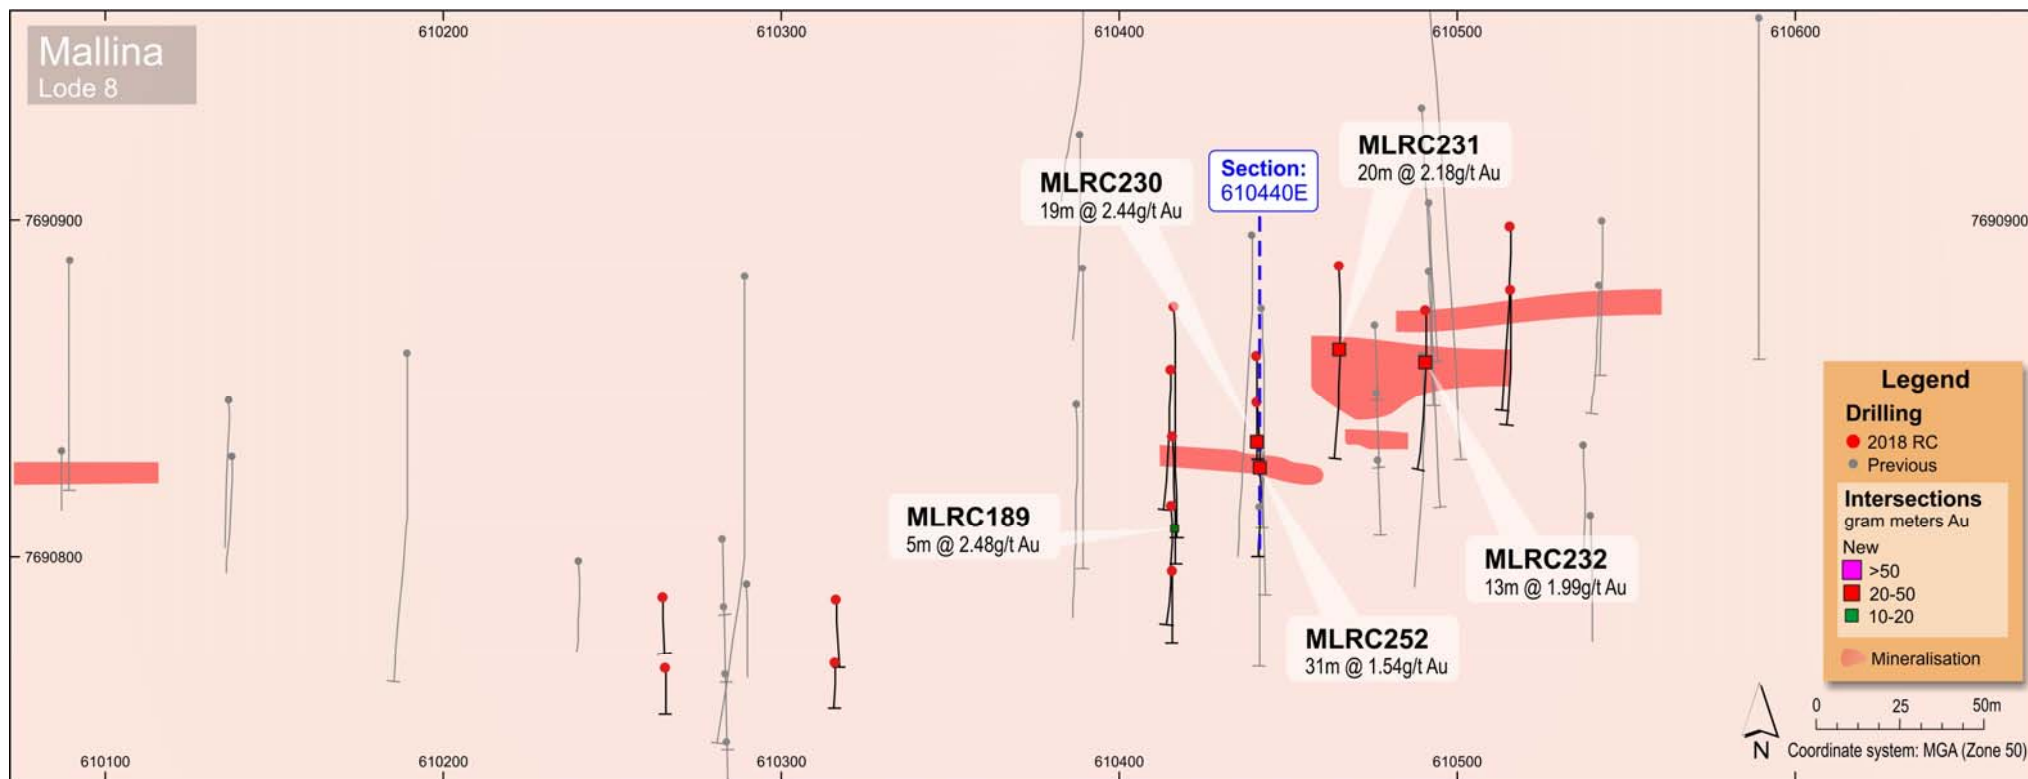 Mallina
Lode 8
610200
610300
610400
610500
610600
7690900
7690900
7690800
MLRC230
19m @ 2.44g/t Au
Section:
610440E
MLRC231
20m @ 2.18g/t Au
MLRC189
5m @ 2.48g/t Au
MLRC232
13m @ 1.99g/t Au
MLRC252
31m @ 1.54g/t Au
Legend
Drilling
2018 RC
Previous
Intersections
gram meters Au
New
>50
20-50
10-20
Mineralisation
0 25 50m
N
Coordinate system: MGA (Zone 50)
610100
610200
610300
610400
610500